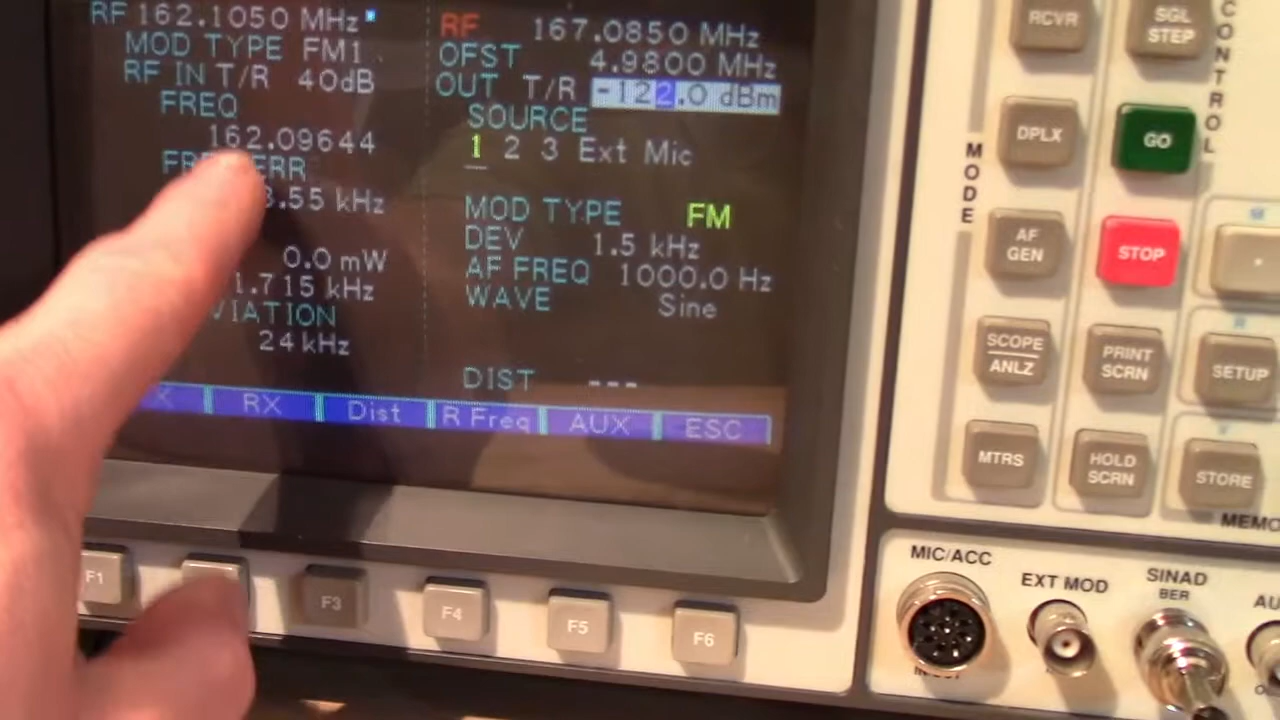 RF 162.1050 MHz
MOD TYPE FM1
RF IN T/R 40dB
FREQ
162.09644
ERR
.55 kHz
0.0 mW
1.715 kHz
VIATION
24 kHz
RF 167.0850 MHz
OFST 4.9800 MHz
OUT T/R -122.0 dBm
SOURCE
1 2 3 Ext Mic
MOD TYPE FM
DEV 1.5 kHz
AF FREQ 1000.0 Hz
WAVE Sine
DIST ---
X RX Dist R Freq AUX ESC
F1 F3 F4 F5 F6
MODE
CONTROL
RCVR
SGL STEP
DPLX
GO
AF GEN
STOP
SCOPE
ANLZ
PRINT SCRN
SETUP
MTRS
HOLD SCRN
STORE
MEMO
MIC/ACC
EXT MOD
SINAD
BER
AU